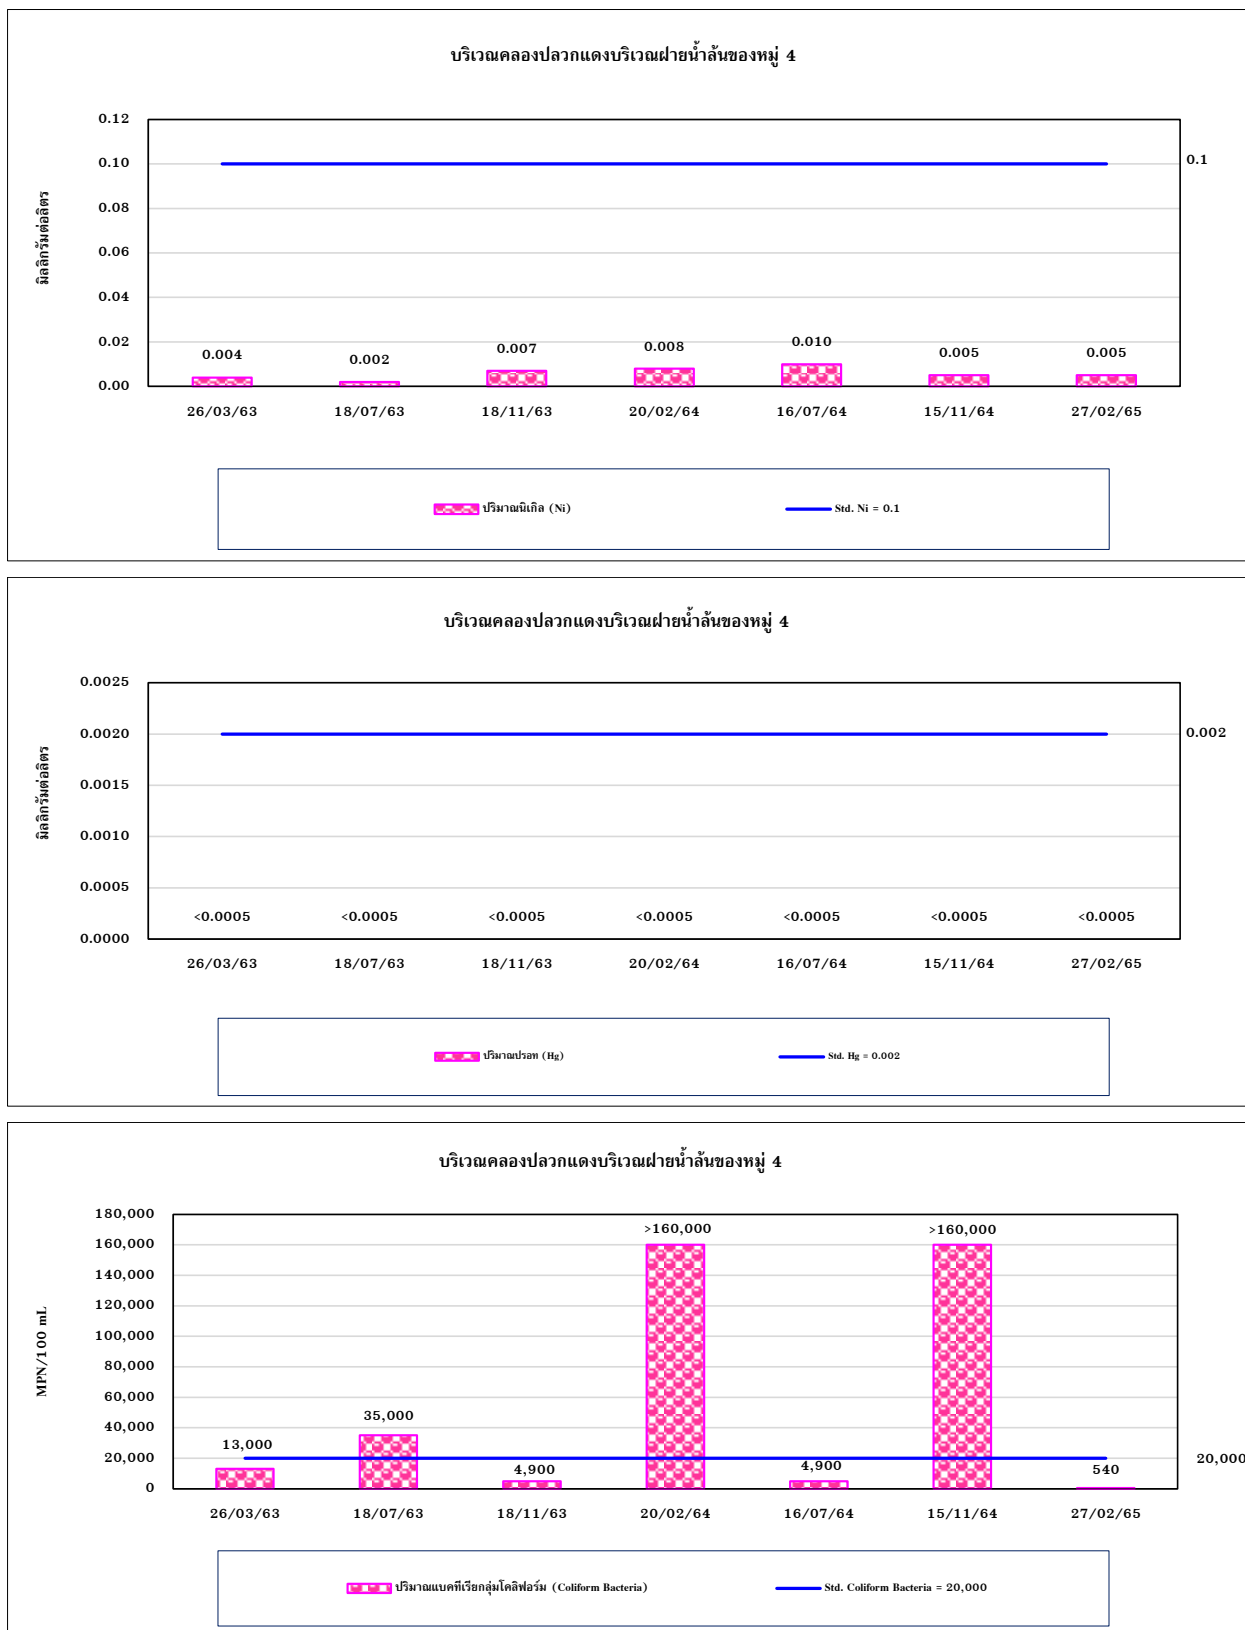 บริเวณคลองปลวกแดงบริเวณฝายน้ำล้นของหมู่ 4
มิลลิกรัมต่อลิตร
0.12
0.10
0.08
0.06
0.04
0.02
0.00
0.1
0.004 0.002 0.007 0.008 0.010 0.005 0.005
26/03/63 18/07/63 18/11/63 20/02/64 16/07/64 15/11/64 27/02/65
ปริมาณนิเกิล (Ni) Std. Ni = 0.1
บริเวณคลองปลวกแดงบริเวณฝายน้ำล้นของหมู่ 4
มิลลิกรัมต่อลิตร
0.0025
0.0020
0.0015
0.0010
0.0005
0.0000
0.002
<0.0005 <0.0005 <0.0005 <0.0005 <0.0005 <0.0005 <0.0005
26/03/63 18/07/63 18/11/63 20/02/64 16/07/64 15/11/64 27/02/65
ปริมาณปรอท (Hg) Std. Hg = 0.002
บริเวณคลองปลวกแดงบริเวณฝายน้ำล้นของหมู่ 4
MPN/100 mL
180,000
160,000
140,000
120,000
100,000
80,000
60,000
40,000
20,000
0
20,000
13,000 35,000 4,900 >160,000 4,900 >160,000 540
26/03/63 18/07/63 18/11/63 20/02/64 16/07/64 15/11/64 27/02/65
ปริมาณแบคทีเรียกลุ่มโคลิฟอร์ม (Coliform Bacteria) Std. Coliform Bacteria = 20,000